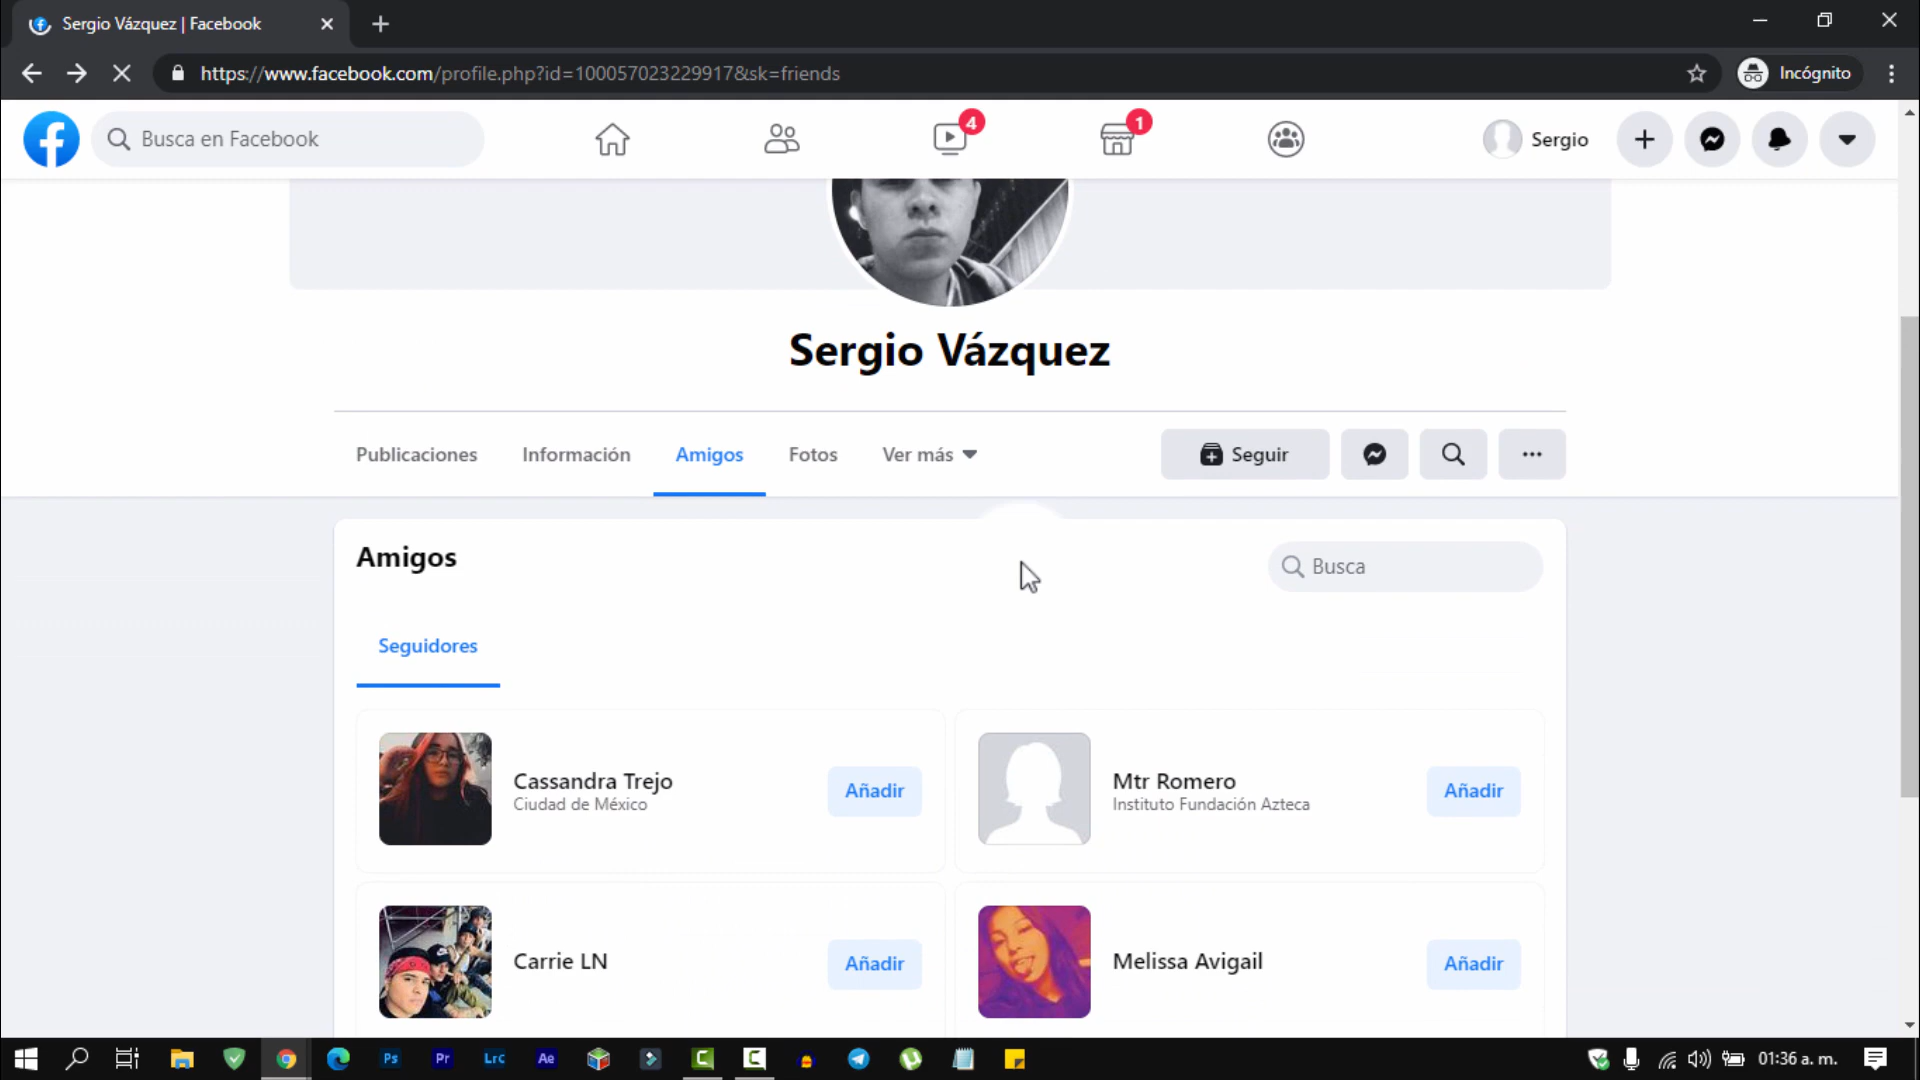 Sergio Vázquez | Facebook
https://www.facebook.com/profile.php?id=100057023229917&sk=friends
Incógnito
Busca en Facebook
4
1
Sergio
Sergio Vázquez
Publicaciones
Información
Amigos
Fotos
Ver más
Seguir
Amigos
Busca
Seguidores
Cassandra Trejo
Ciudad de México
Añadir
Mtr Romero
Instituto Fundación Azteca
Añadir
Carrie LN
Añadir
Melissa Avigail
Añadir
Ps
Pr
LrC
Ae
01:36 a. m.